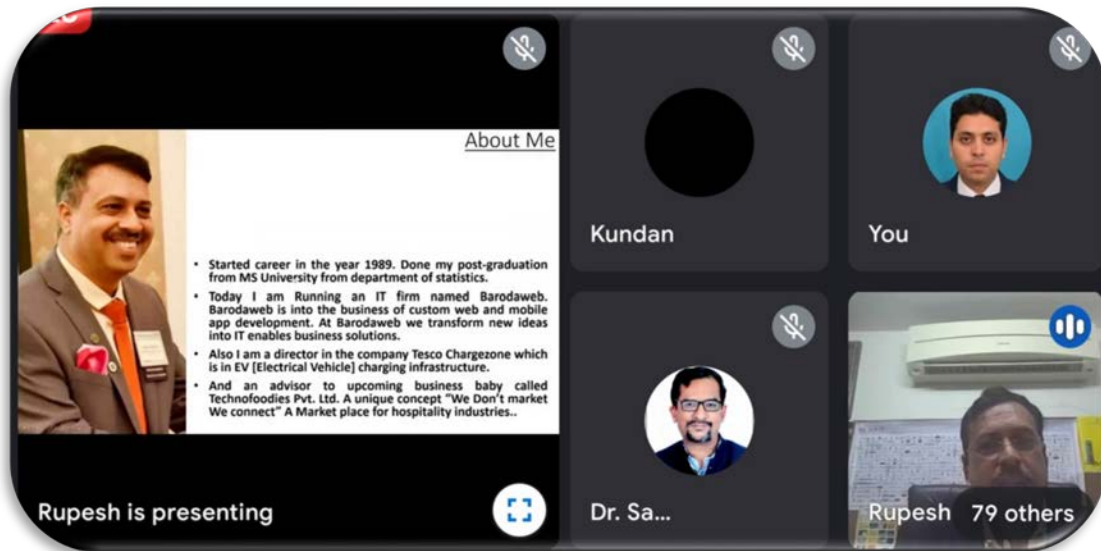 About Me
• Started career in the year 1989. Done my post-graduation
from MS University from department of statistics.
• Today I am Running an IT firm named Barodaweb.
Barodaweb is into the business of custom web and mobile
app development. At Barodaweb we transform new ideas
into IT enables business solutions.
• Also I am a director in the company Tesco Chargezone which
is in EV [Electrical Vehicle] charging infrastructure.
• And an advisor to upcoming business baby called
Technofoodies Pvt. Ltd. A unique concept "We Don't market
We connect" A Market place for hospitality industries..
Rupesh is presenting
Kundan
You
Dr. Sa...
Rupesh 79 others